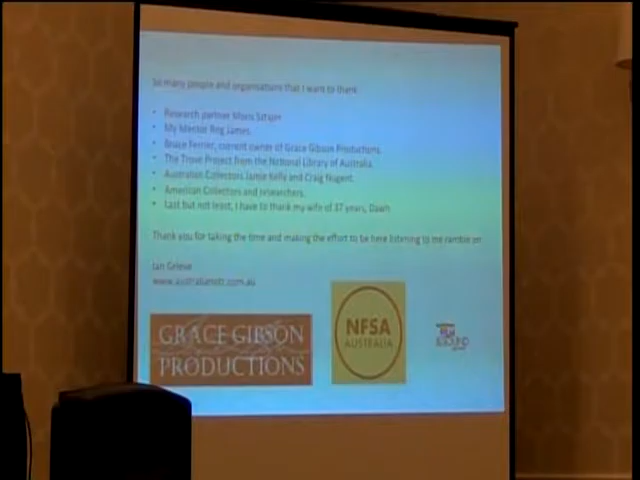 So many people and organisations that I want to thank
• Research partner Morris
• My Mentor Reg James.
• Bruce Ferrier, current owner of Grace Gibson Productions.
• The Trove Project from the National Library of Australia.
• Australian Collectors Jamie Kelly and Craig Nugent.
• American Collectors and researchers.
• Last but not least, I have to thank my wife of 37 years, Dawn
Thank you for taking the time and making the effort to be here listening to me ramble on
Ian Grieve
www.australianotr.com.au
GRACE GIBSON
PRODUCTIONS
NFSA
AUSTRALIA
SOUND